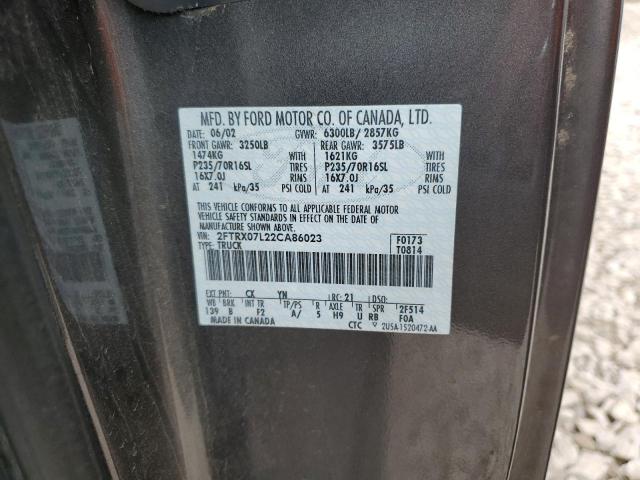 MFD. BY FORD MOTOR CO. OF CANADA, LTD.
DATE: 06/02 GVWR: 6300LB/ 2857KG
FRONT GAWR: 3250LB REAR GAWR: 3575LB
1474KG WITH 1621KG WITH
P235/70R16SL TIRES P235/70R16SL TIRES
16X7.0J RIMS 16X7.0J RIMS
AT 241 kPa/35 PSI COLD AT 241 kPa/35 PSI COLD
THIS VEHICLE CONFORMS TO ALL APPLICABLE FEDERAL MOTOR
VEHICLE SAFETY STANDARDS IN EFFECT ON THE DATE OF
MANUFACTURE SHOWN ABOVE.
VIN: 2FTRX07L22CA86023 F0173
TYPE: TRUCK T0814
EXT PNT: CX YN RC: 21 DSO:
WB BRK INT TR TP/PS R AXLE TR SPR 2F514
139 B F2 A/ 5 H9 U RB F0A
MADE IN CANADA CTC 2U5A-1520472-AA